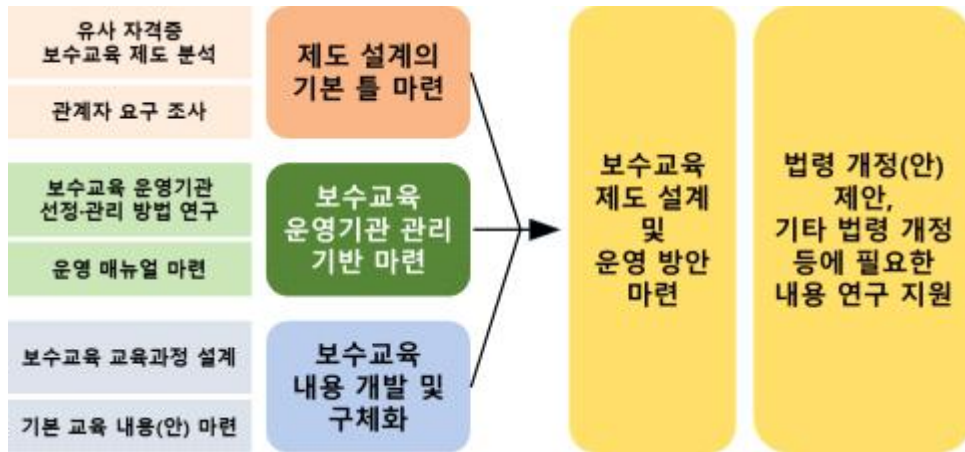 유사 자격증
보수교육 제도 분석
관계자 요구 조사
제도 설계의
기본 틀 마련
보수교육 운영기관
선정·관리 방법 연구
운영 매뉴얼 마련
보수교육
운영기관 관리
기반 마련
보수교육 교육과정 설계
기본 교육 내용(안) 마련
보수교육
내용 개발 및
구체화
보수교육
제도 설계
및
운영 방안
마련
법령 개정(안)
제안,
기타 법령 개정
등에 필요한
내용 연구 지원